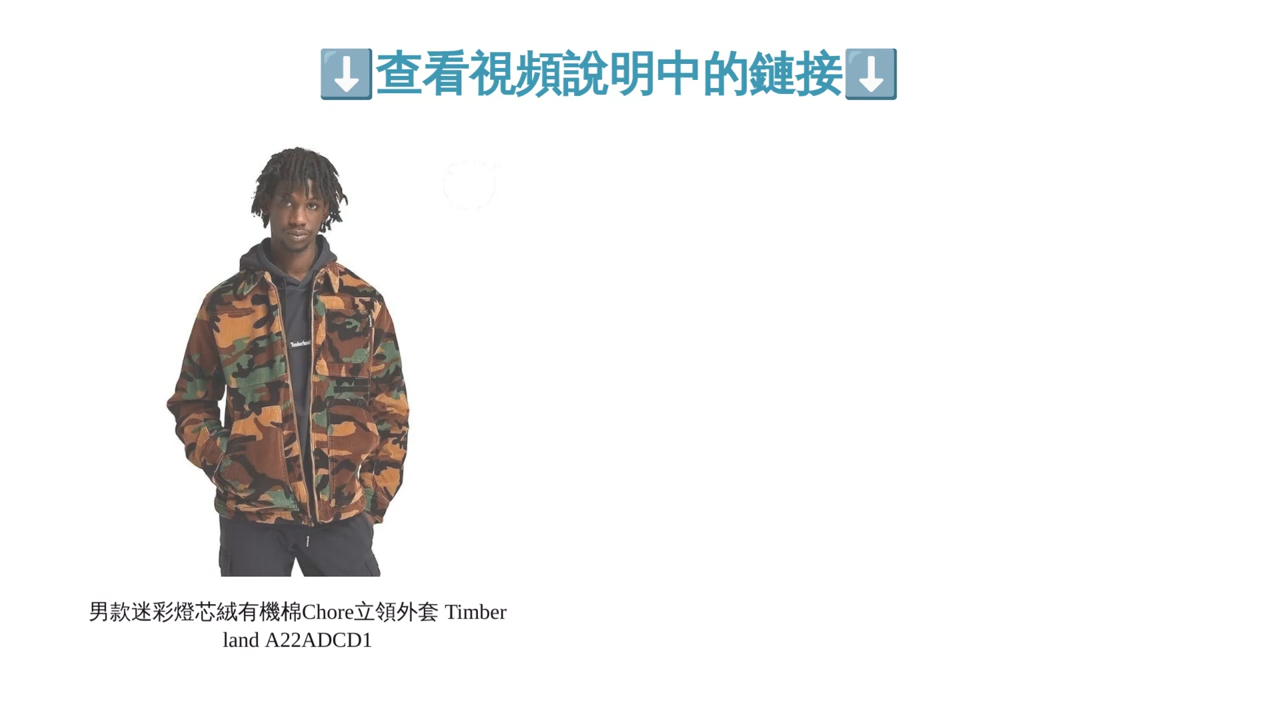 ⬇️查看視頻說明中的鏈接⬇️
Timberland
男款迷彩燈芯絨有機棉Chore立領外套 Timber
land A22ADCD1